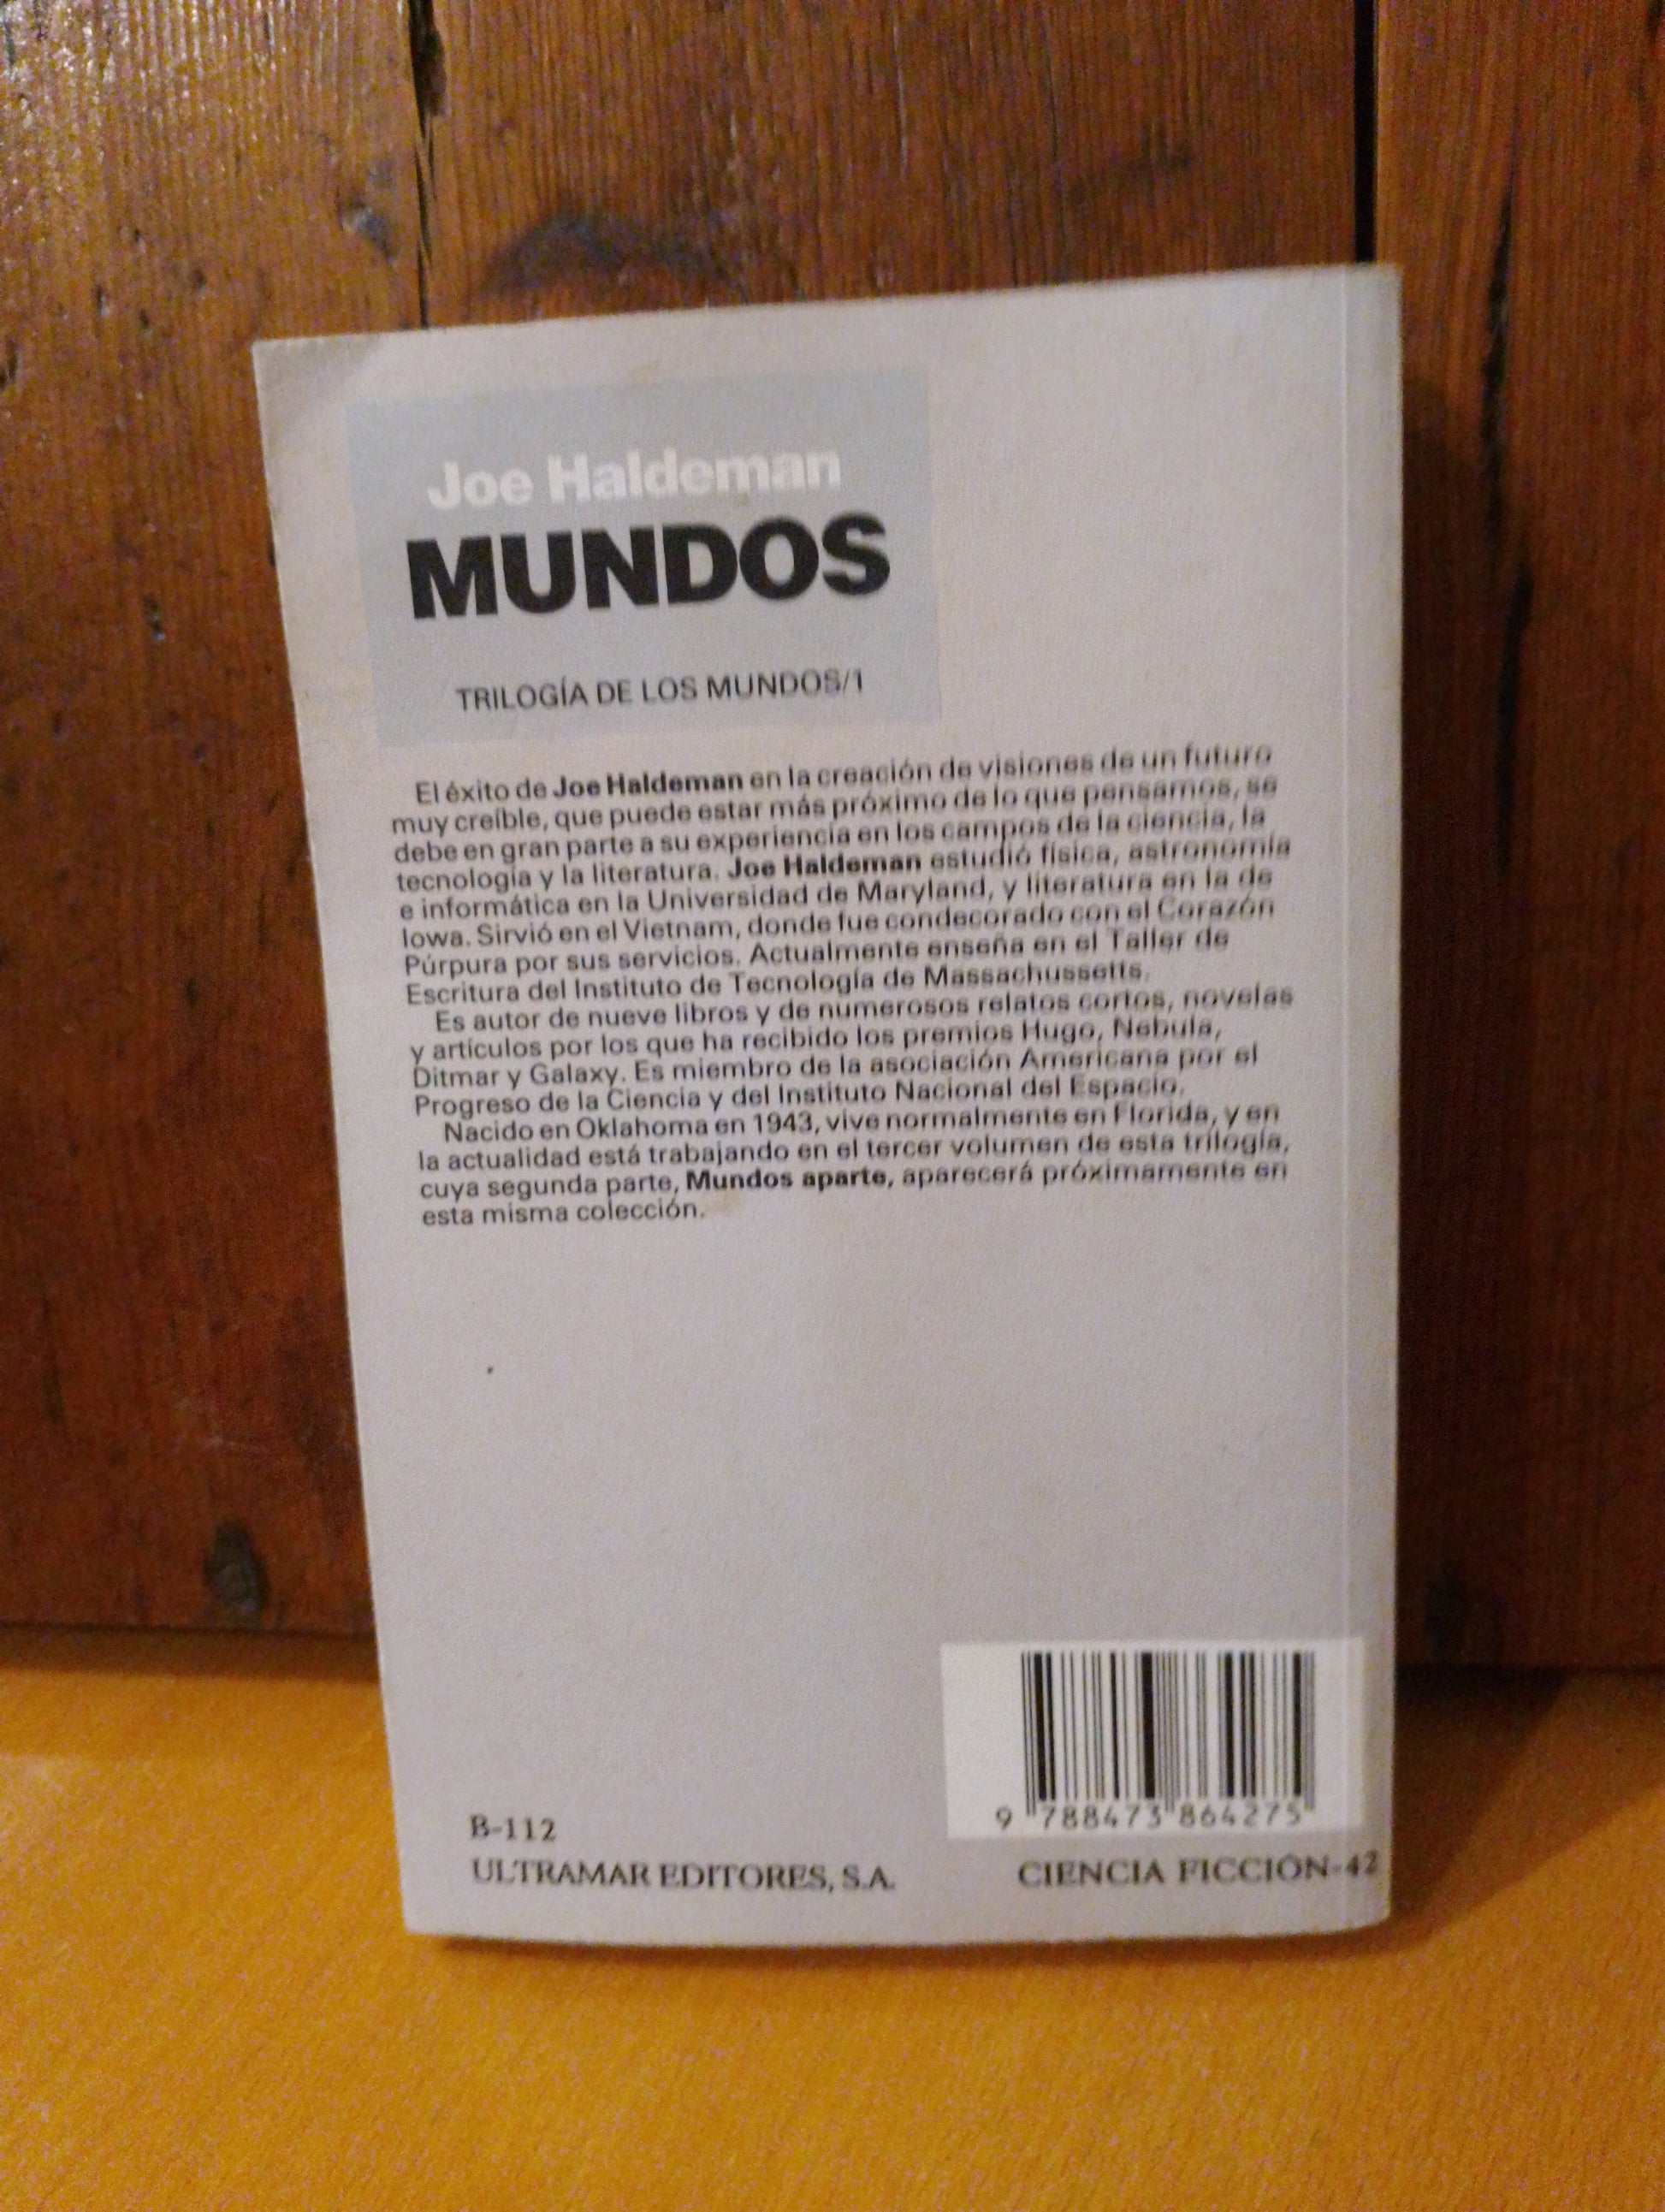 Joe Haldeman
MUNDOS
TRILOGÍA DE LOS MUNDOS/1
El éxito de Joe Haldeman en la creación de visiones de un futuro
muy creíble, que puede estar más próximo de lo que pensamos, se
debe en gran parte a su experiencia en los campos de la ciencia, la
tecnología y la literatura. Joe Haldeman estudió física, astronomía
e informática en la Universidad de Maryland, y literatura en la de
Iowa. Sirvió en el Vietnam, donde fue condecorado con el Corazón
Púrpura por sus servicios. Actualmente enseña en el Taller de
Escritura del Instituto de Tecnología de Massachussetts.
Es autor de nueve libros y de numerosos relatos cortos, novelas
y artículos por los que ha recibido los premios Hugo, Nebula,
Ditmar y Galaxy. Es miembro de la asociación Americana por el
Progreso de la Ciencia y del Instituto Nacional del Espacio.
Nacido en Oklahoma en 1943, vive normalmente en Florida, y en
la actualidad está trabajando en el tercer volumen de esta trilogía,
cuya segunda parte, Mundos aparte, aparecerá próximamente en
esta misma colección.
9 788473 864275
B-112
ULTRAMAR EDITORES, S.A.
CIENCIA FICCIÓN-42